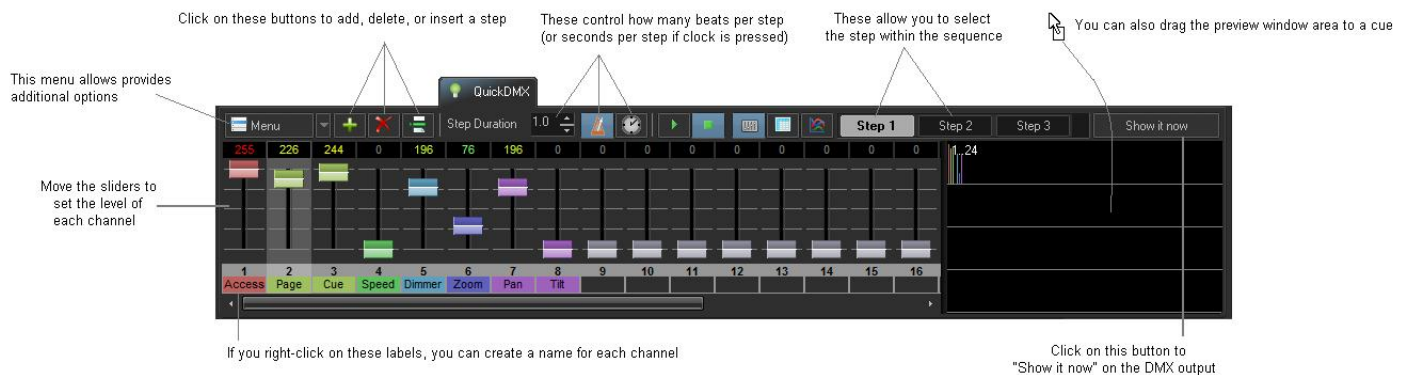 Click on these buttons to add, delete, or insert a step
These control how many beats per step
(or seconds per step if clock is pressed)
These allow you to select
the step within the sequence
You can also drag the preview window area to a cue
This menu allows provides
additional options
QuickDMX
Menu Step Duration 1.0 Step 1 Step 2 Step 3 Show it now
255 226 244 0 196 76 196 0 0 0 0 0 0 0 0 0
1..24
Move the sliders to
set the level of
each channel
1 2 3 4 5 6 7 8 9 10 11 12 13 14 15 16
Access Page Cue Speed Dimmer Zoom Pan Tilt
If you right-click on these labels, you can create a name for each channel
Click on this button to
"Show it now" on the DMX output